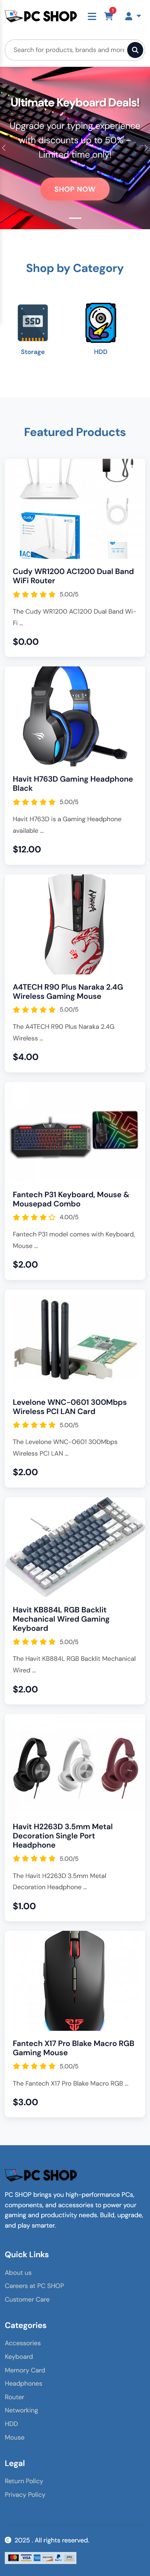 PC SHOP
1
Search for products, brands and more
Ultimate Keyboard Deals!
Upgrade your typing experience
with discounts up to 50% –
Limited time only!
SHOP NOW
Shop by Category
SSD
Storage
HDD
Featured Products
cudy
Cudy WR1200 AC1200 Dual Band
WiFi Router
5.00/5
The Cudy WR1200 AC1200 Dual Band Wi-
Fi ...
$0.00
Havit H763D Gaming Headphone
Black
5.00/5
Havit H763D is a Gaming Headphone
available ...
$12.00
A4TECH R90 Plus Naraka 2.4G
Wireless Gaming Mouse
5.00/5
The A4TECH R90 Plus Naraka 2.4G
Wireless ...
$4.00
Fantech P31 Keyboard, Mouse &
Mousepad Combo
4.00/5
Fantech P31 model comes with Keyboard,
Mouse ...
$2.00
Levelone WNC-0601 300Mbps
Wireless PCI LAN Card
5.00/5
The Levelone WNC-0601 300Mbps
Wireless PCI LAN ...
$2.00
Havit KB884L RGB Backlit
Mechanical Wired Gaming
Keyboard
5.00/5
The Havit KB884L RGB Backlit Mechanical
Wired ...
$2.00
Havit H2263D 3.5mm Metal
Decoration Single Port
Headphone
5.00/5
The Havit H2263D 3.5mm Metal
Decoration Headphone ...
$1.00
Fantech X17 Pro Blake Macro RGB
Gaming Mouse
5.00/5
The Fantech X17 Pro Blake Macro RGB ...
$3.00
PC SHOP
PC SHOP brings you high-performance PCs,
components, and accessories to power your
gaming and productivity needs. Build, upgrade,
and play smarter.
Quick Links
About us
Careers at PC SHOP
Customer Care
Categories
Accessories
Keyboard
Memory Card
Headphones
Router
Networking
HDD
Mouse
Legal
Return Policy
Privacy Policy
© 2025 . All rights reserved.
VISA